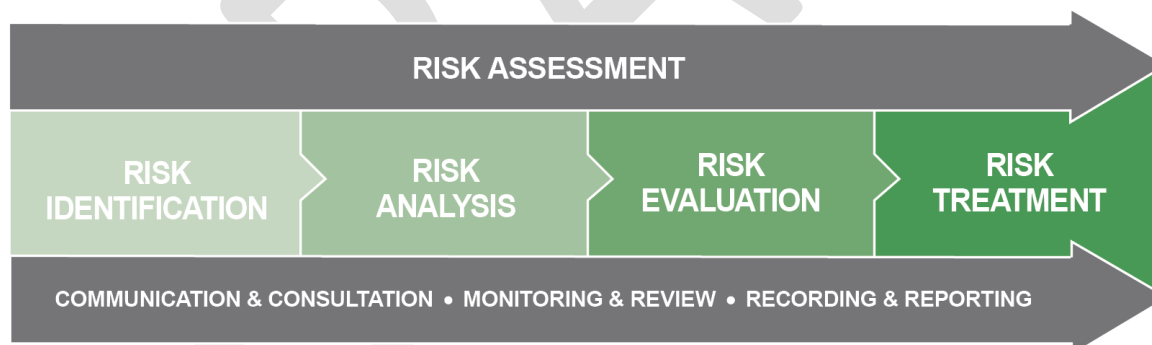 RISK ASSESSMENT
RISK
IDENTIFICATION
RISK
ANALYSIS
RISK
EVALUATION
RISK
TREATMENT
COMMUNICATION & CONSULTATION • MONITORING & REVIEW • RECORDING & REPORTING